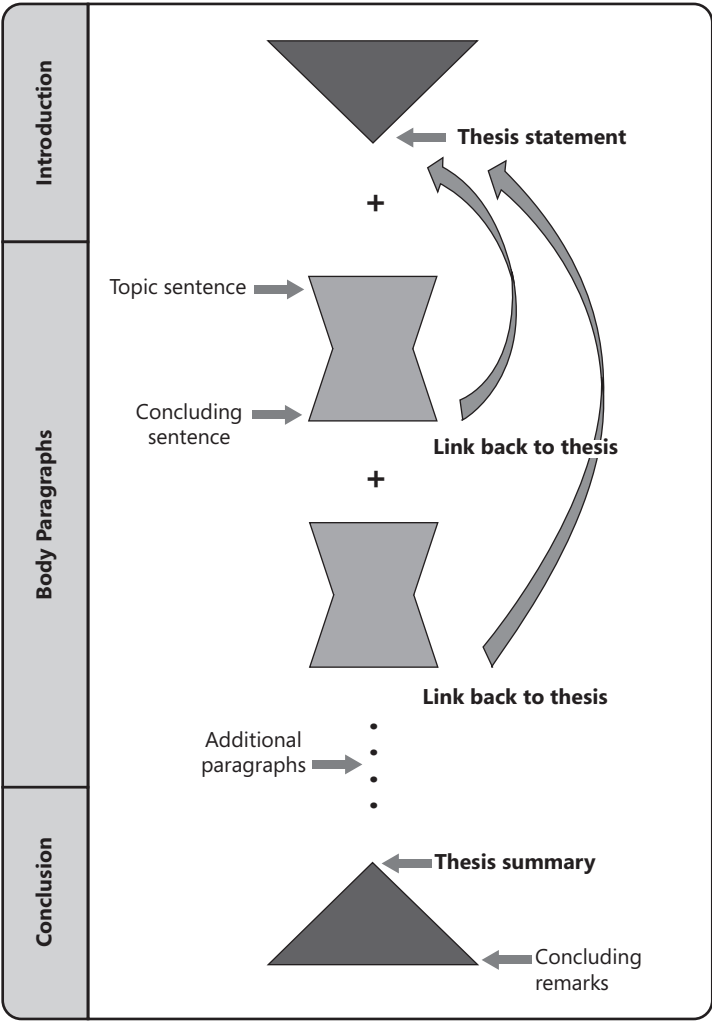 Introduction
Thesis statement
+
Topic sentence
Concluding
sentence
Link back to thesis
+
Body Paragraphs
Link back to thesis
Additional
paragraphs
Conclusion
Thesis summary
Concluding
remarks